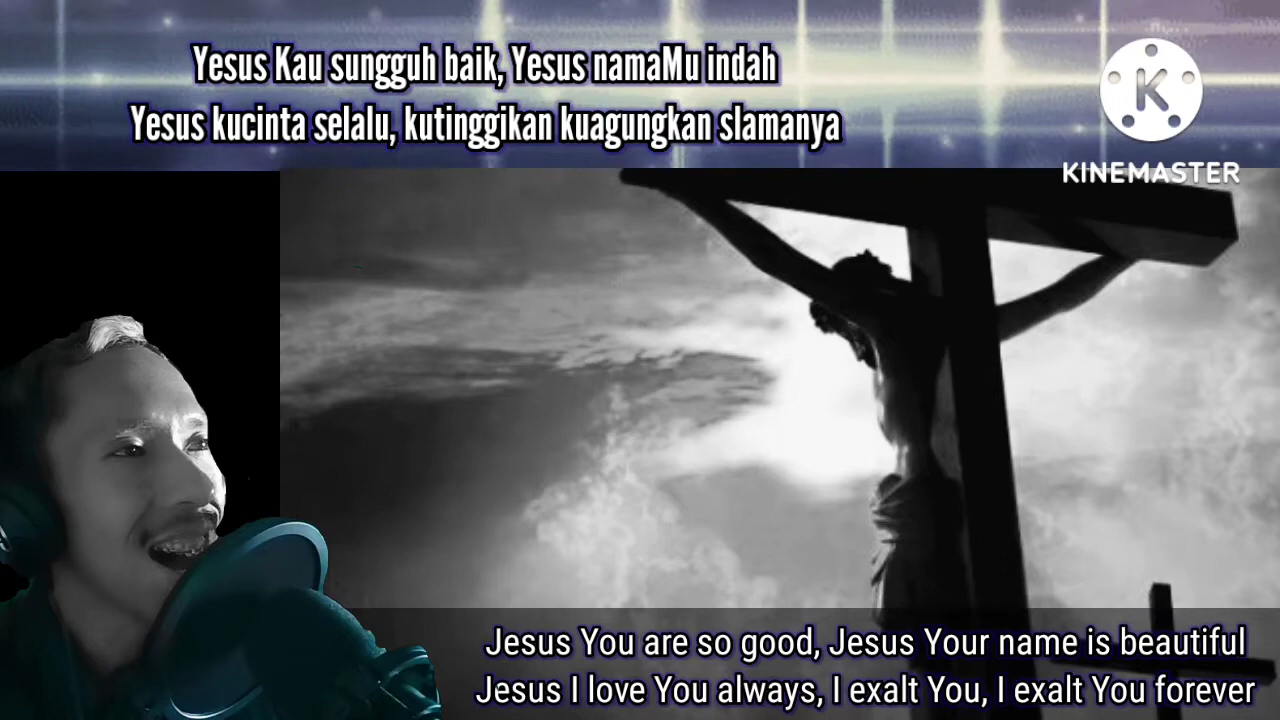 Yesus Kau sungguh baik, Yesus namaMu indah
Yesus kucinta selalu, kutinggikan kuagungkan slamanya
K
KINEMASTER
Jesus You are so good, Jesus Your name is beautiful
Jesus I love You always, I exalt You, I exalt You forever